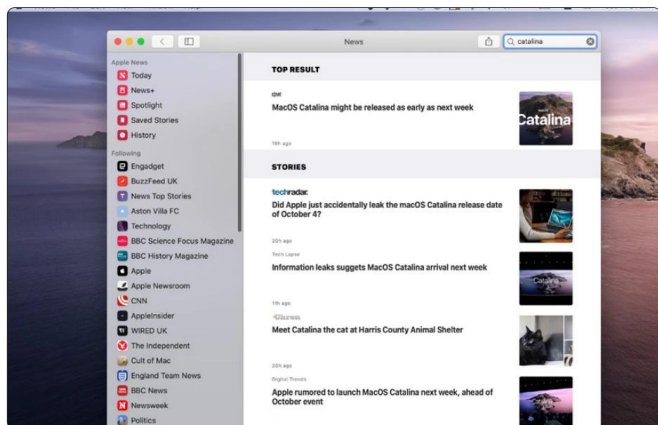 News
catalina
Apple News
Today
News+
Spotlight
Saved Stories
History
Following
Engadget
BuzzFeed UK
News Top Stories
Aston Villa FC
Technology
BBC Science Focus Magazine
BBC History Magazine
Apple
Apple Newsroom
CNN
AppleInsider
WIRED UK
The Independent
Cult of Mac
England Team News
BBC News
Newsweek
Politics
TOP RESULT
MacOS Catalina might be released as early as next week
Catalina
STORIES
techradar.
Did Apple just accidentally leak the macOS Catalina release date
of October 4?
20h ago
Tech Lapse
Information leaks suggests MacOS Catalina arrival next week
Catalina
11h ago
Meet Catalina the cat at Harris County Animal Shelter
Digital Trends
Apple rumored to launch MacOS Catalina next week, ahead of
October event
Catalina